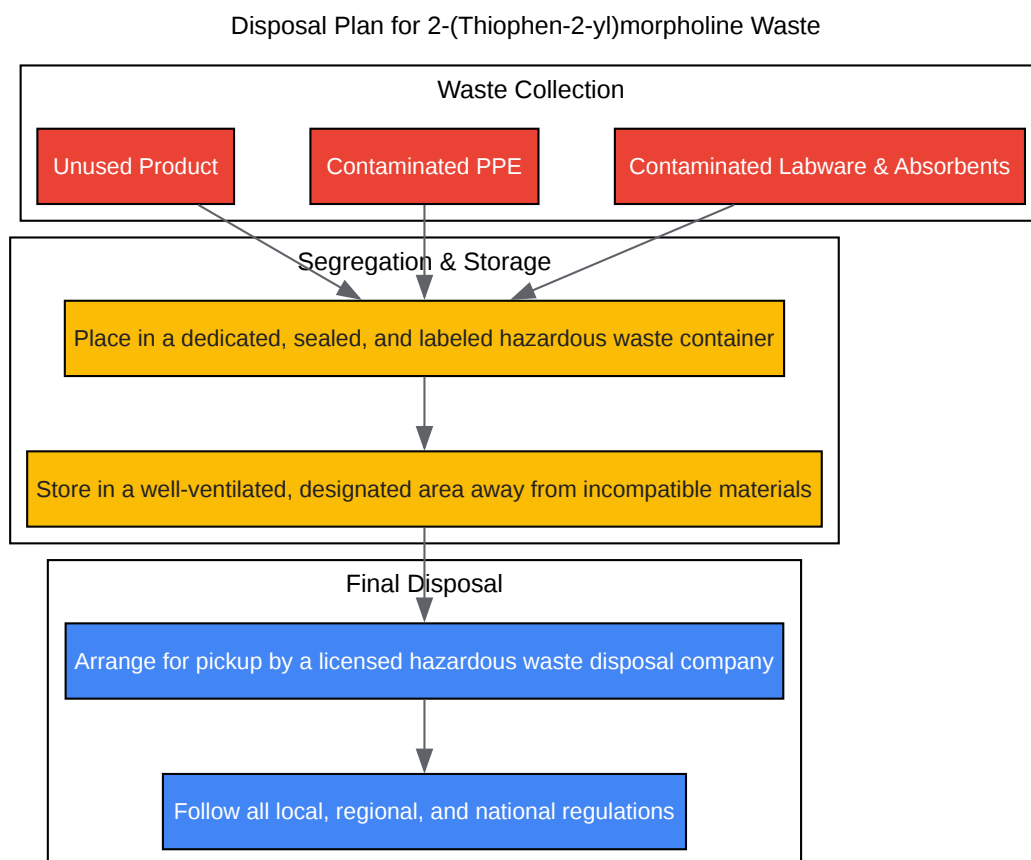 Disposal Plan for 2-(Thiophen-2-yl)morpholine Waste
Waste Collection
Unused Product
Contaminated PPE
Contaminated Labware & Absorbents
Segregation & Storage
Place in a dedicated, sealed, and labeled hazardous waste container
Store in a well-ventilated, designated area away from incompatible materials
Final Disposal
Arrange for pickup by a licensed hazardous waste disposal company
Follow all local, regional, and national regulations